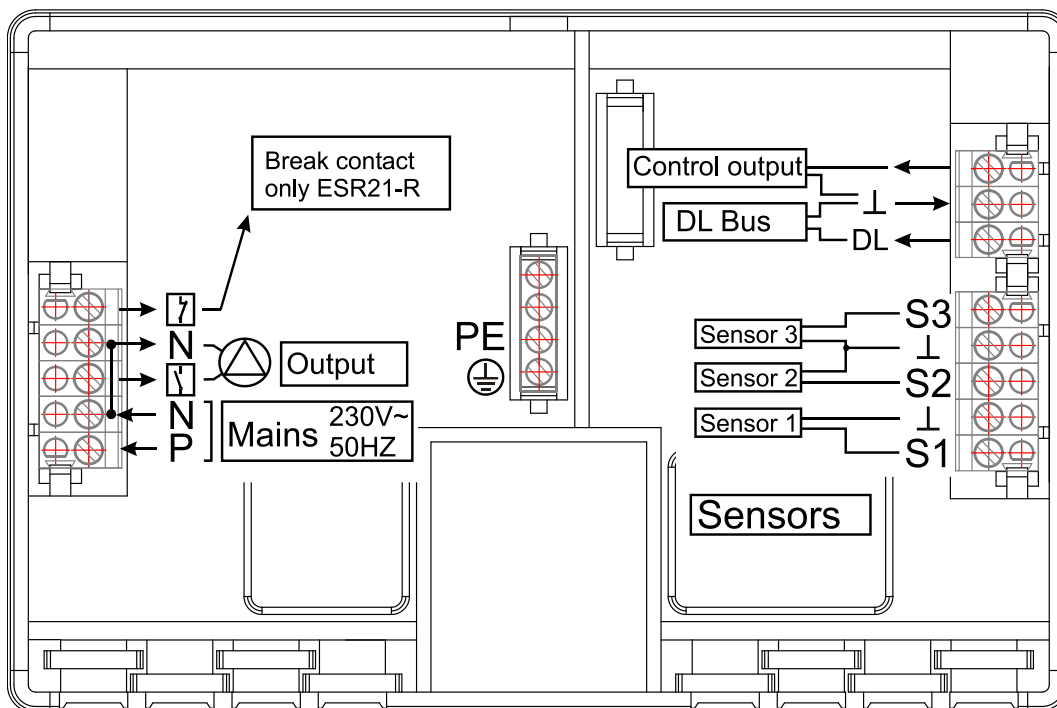 Break contact
only ESR21-R
N
Output
N
P
Mains 230V~
50HZ
PE
Control output
⊥
DL Bus
DL
Sensor 3
S3
⊥
Sensor 2
S2
Sensor 1
⊥
S1
Sensors